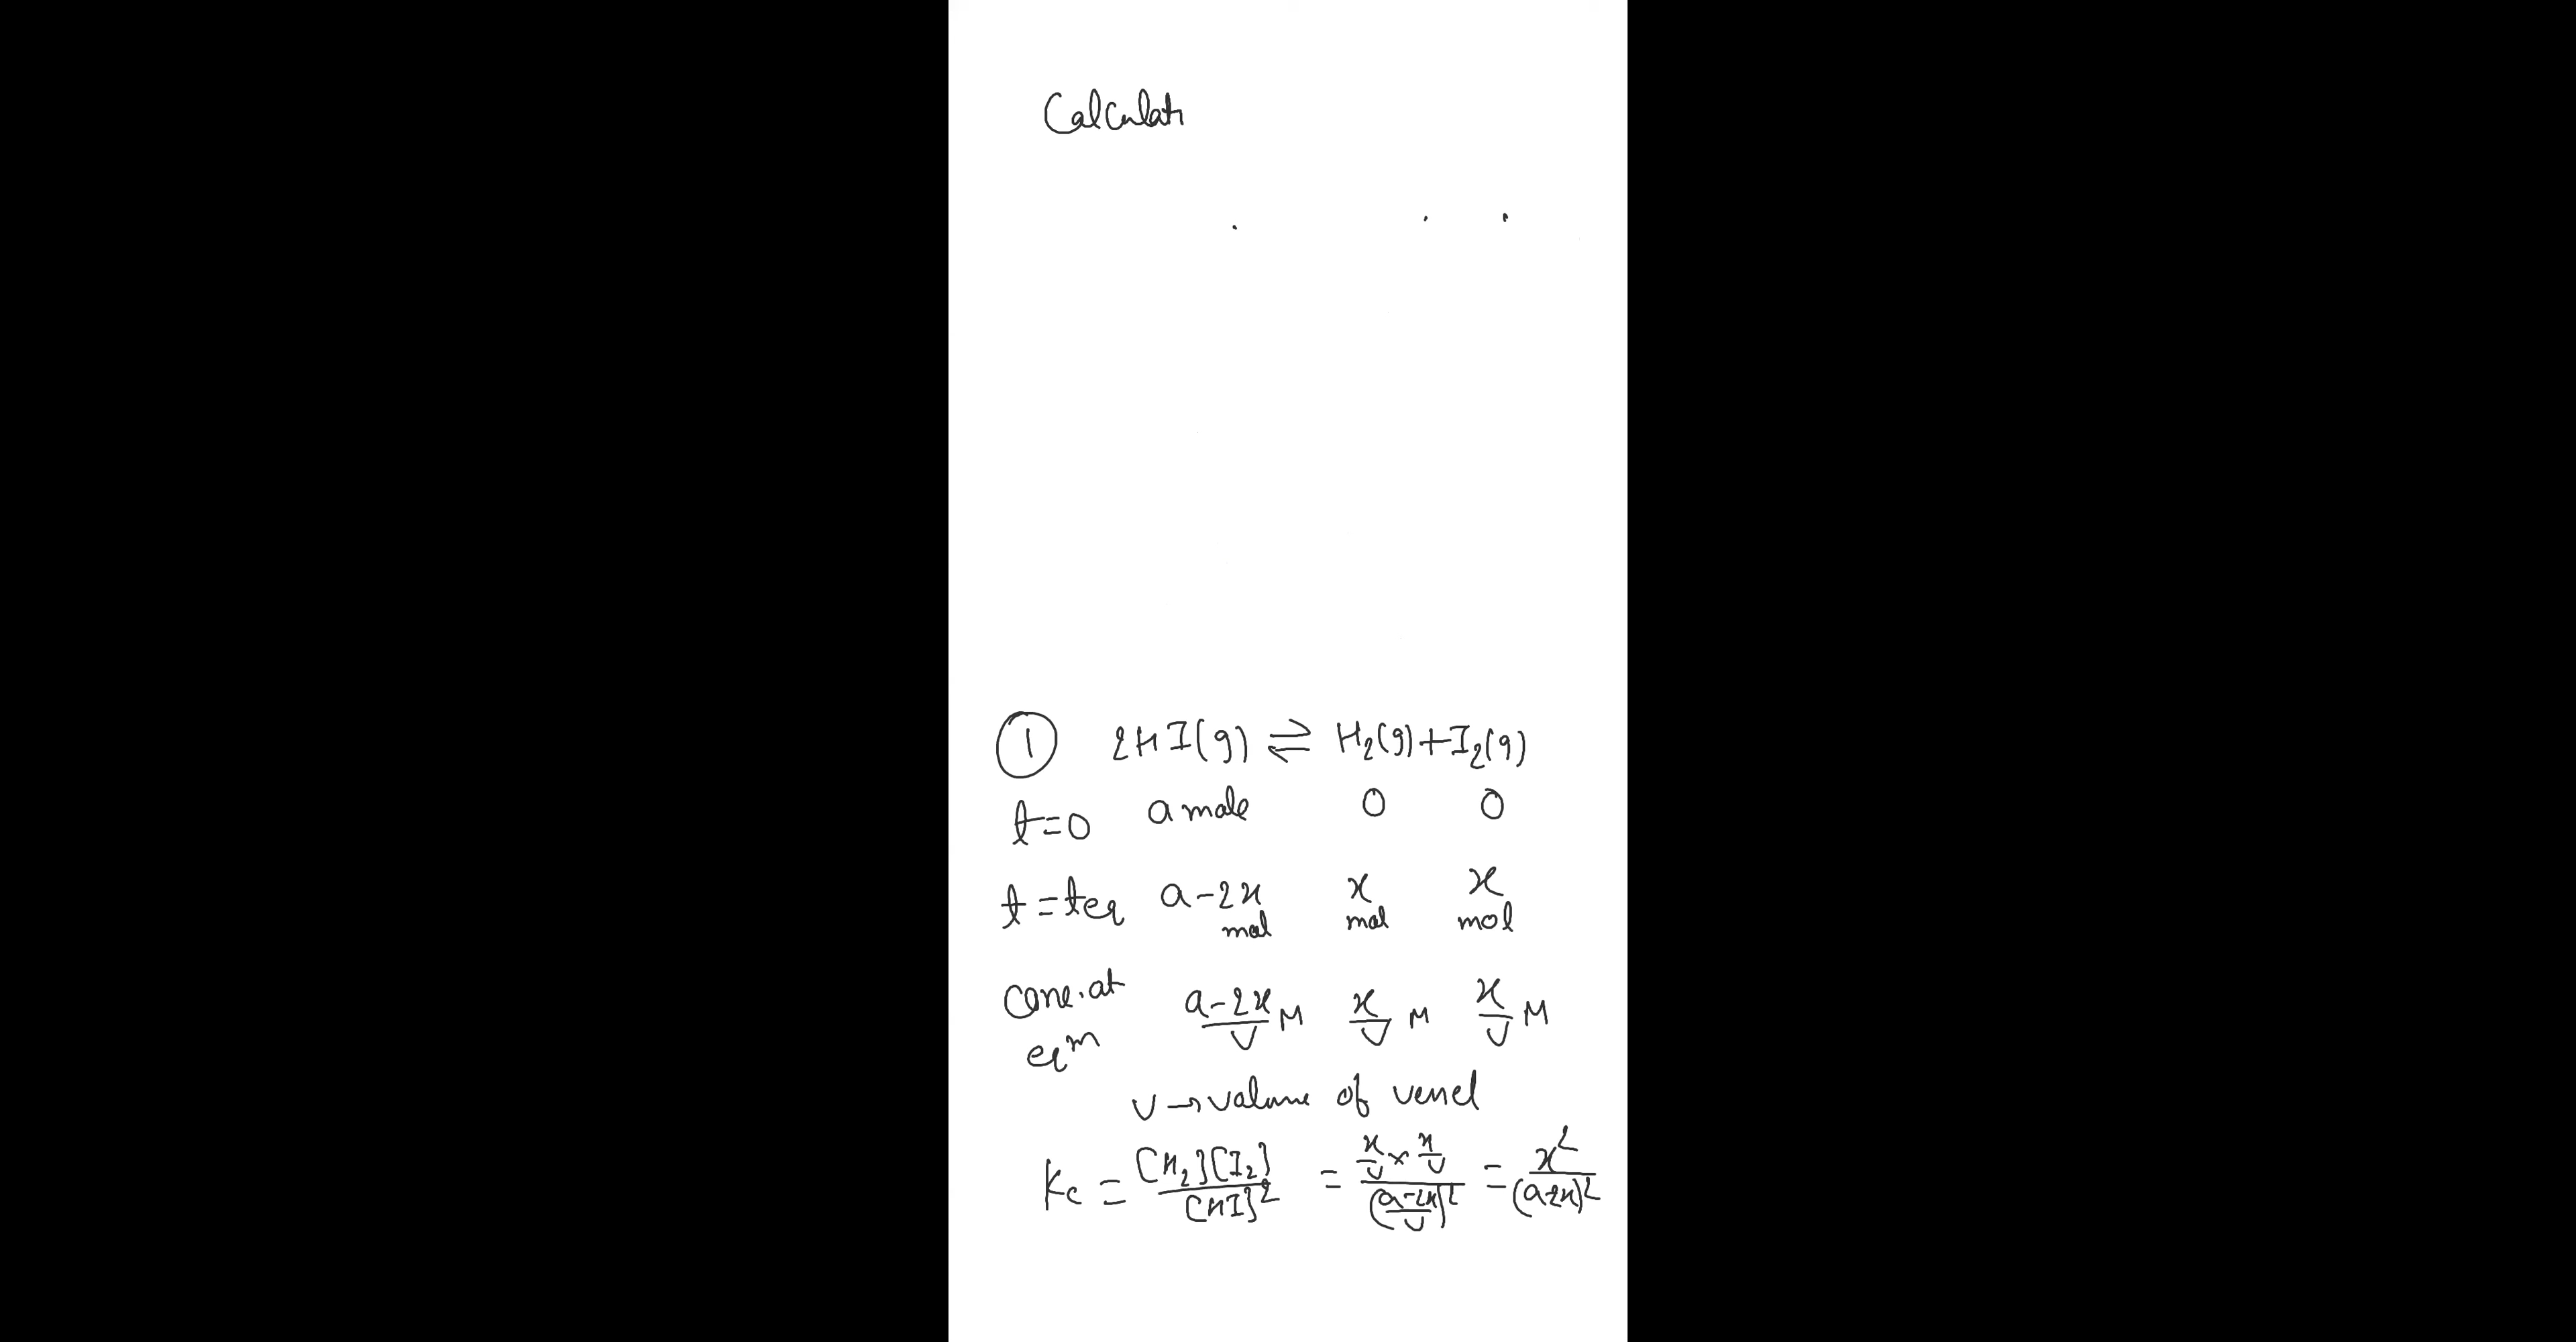 Calculati
① 2HI(g) ⇌ H₂(g)+I₂(g)
t=0 a mole 0 0
t=teq a-2x mol x mol x mol
Conc. at eqᵐ (a-2x)/V M x/V M x/V M
V→volume of vessel
Kc = [H₂][I₂]/[HI]² = (x/V × x/V)/((a-2x)/V)² = x²/(a-2x)²